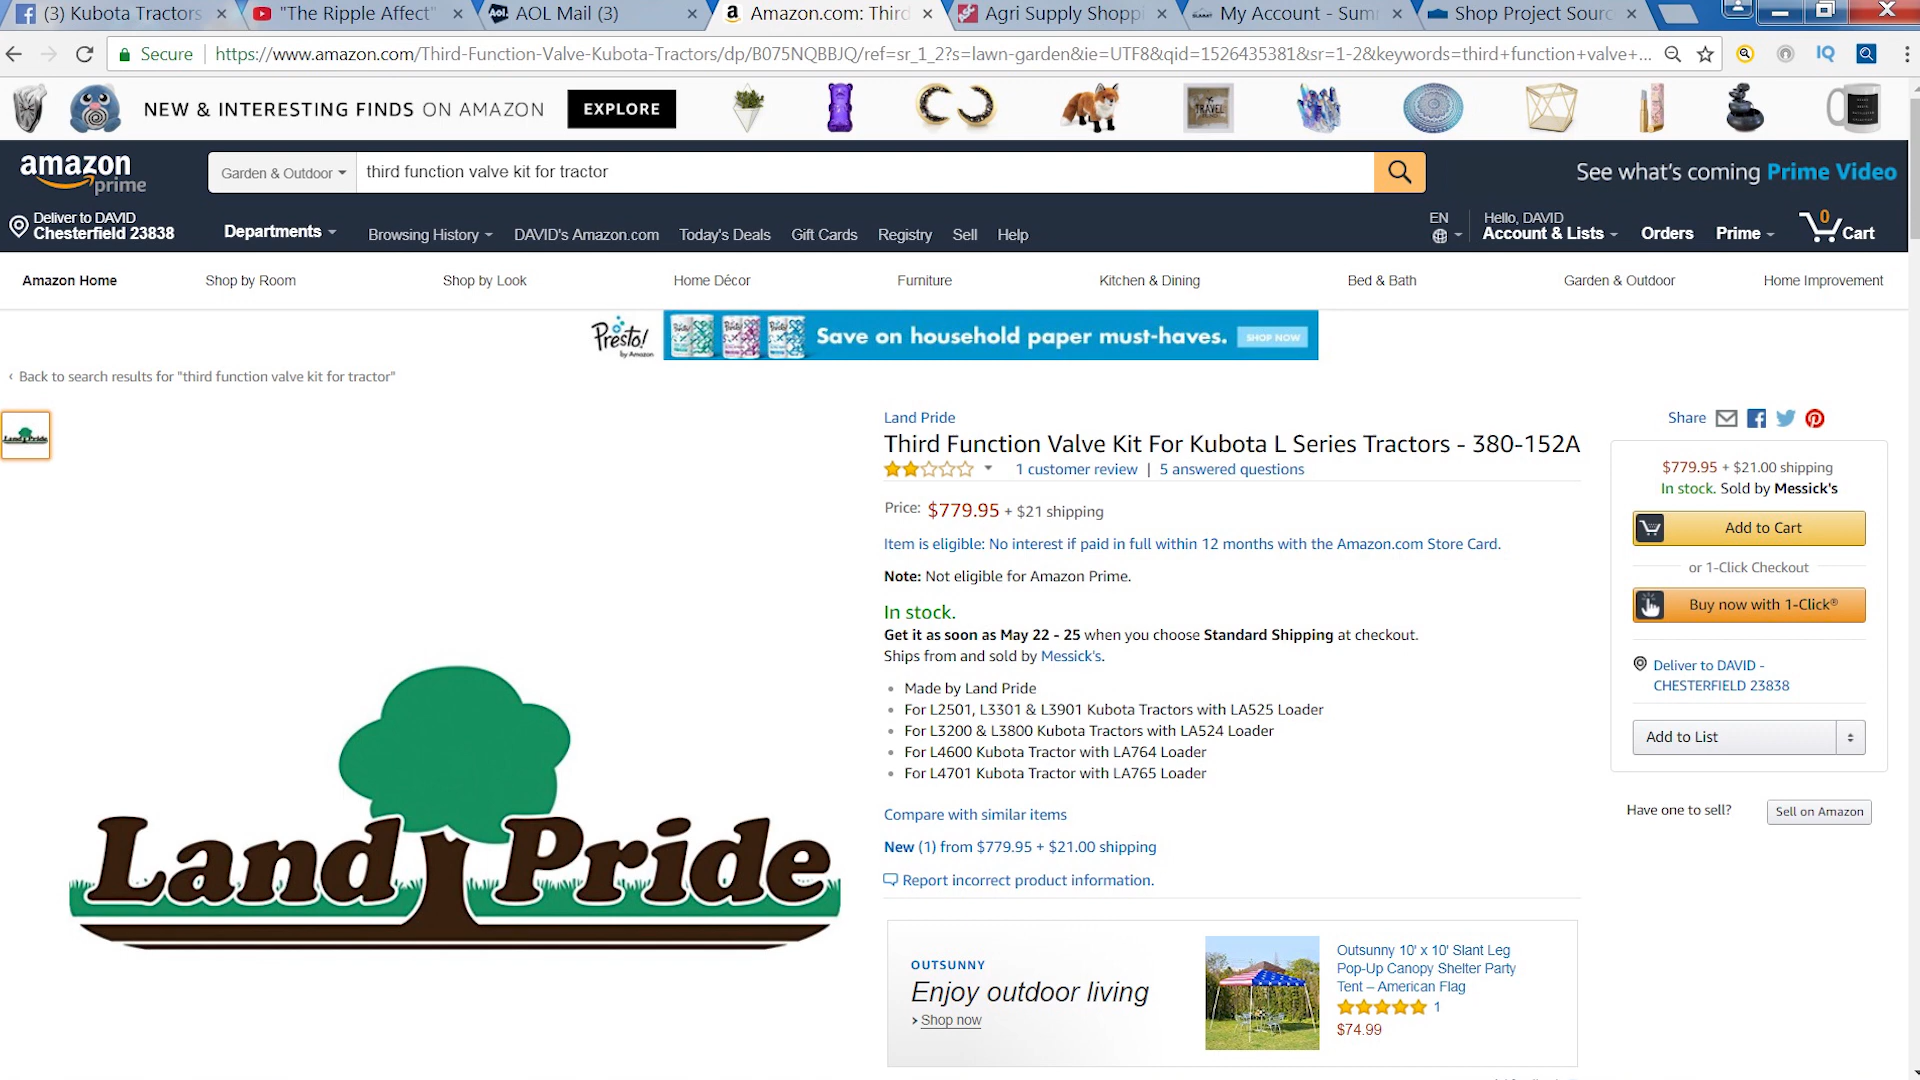 (3) Kubota Tractors
"The Ripple Affect"
AOL Mail (3)
Amazon.com: Third
Agri Supply Shoppi
My Account - Sum
Shop Project Sourc
Secure
https://www.amazon.com/Third-Function-Valve-Kubota-Tractors/dp/B075NQBBJQ/ref=sr_1_2?s=lawn-garden&ie=UTF8&qid=1526435381&sr=1-2&keywords=third+function+valve+...
IQ
NEW & INTERESTING FINDS ON AMAZON
EXPLORE
TRAVEL
amazon
prime
Garden & Outdoor
third function valve kit for tractor
See what's coming Prime Video
Deliver to DAVID
Chesterfield 23838
Departments
Browsing History
DAVID's Amazon.com
Today's Deals
Gift Cards
Registry
Sell
Help
EN
Hello, DAVID
Account & Lists
Orders
Prime
0
Cart
Amazon Home
Shop by Room
Shop by Look
Home Décor
Furniture
Kitchen & Dining
Bed & Bath
Garden & Outdoor
Home Improvement
Presto!
by Amazon
Save on household paper must-haves.
SHOP NOW
‹ Back to search results for "third function valve kit for tractor"
Land Pride
Land Pride
Third Function Valve Kit For Kubota L Series Tractors - 380-152A
1 customer review | 5 answered questions
Price: $779.95 + $21 shipping
Item is eligible: No interest if paid in full within 12 months with the Amazon.com Store Card.
Note: Not eligible for Amazon Prime.
In stock.
Get it as soon as May 22 - 25 when you choose Standard Shipping at checkout.
Ships from and sold by Messick's.
Made by Land Pride
For L2501, L3301 & L3901 Kubota Tractors with LA525 Loader
For L3200 & L3800 Kubota Tractors with LA524 Loader
For L4600 Kubota Tractor with LA764 Loader
For L4701 Kubota Tractor with LA765 Loader
Compare with similar items
New (1) from $779.95 + $21.00 shipping
Report incorrect product information.
Share
$779.95 + $21.00 shipping
In stock. Sold by Messick's
Add to Cart
or 1-Click Checkout
Buy now with 1-Click®
Deliver to DAVID -
CHESTERFIELD 23838
Add to List
Have one to sell?
Sell on Amazon
Land Pride
OUTSUNNY
Enjoy outdoor living
› Shop now
Outsunny 10' x 10' Slant Leg
Pop-Up Canopy Shelter Party
Tent – American Flag
1
$74.99